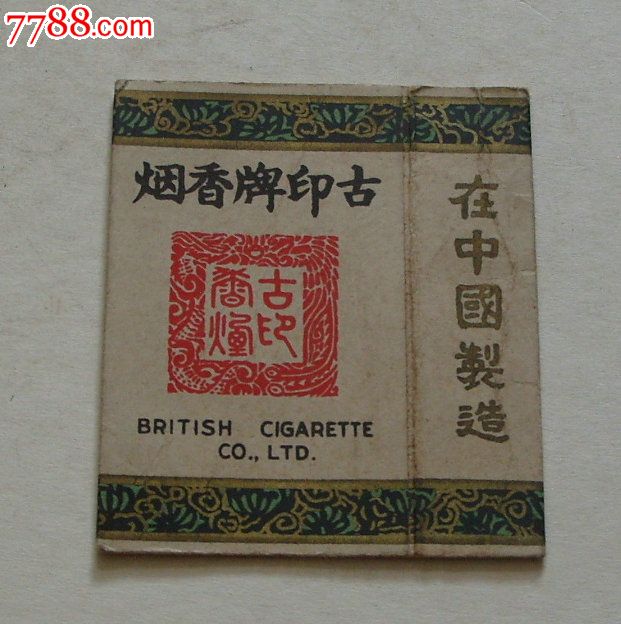 7788.com
烟香牌印古
古印
香烟
BRITISH CIGARETTE
CO., LTD.
在中國製造